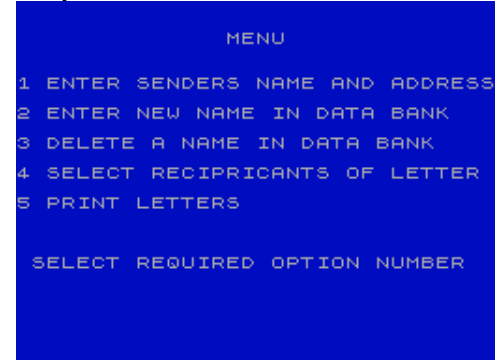 MENU
1 ENTER SENDERS NAME AND ADDRESS
2 ENTER NEW NAME IN DATA BANK
3 DELETE A NAME IN DATA BANK
4 SELECT RECIPRICANTS OF LETTER
5 PRINT LETTERS
SELECT REQUIRED OPTION NUMBER